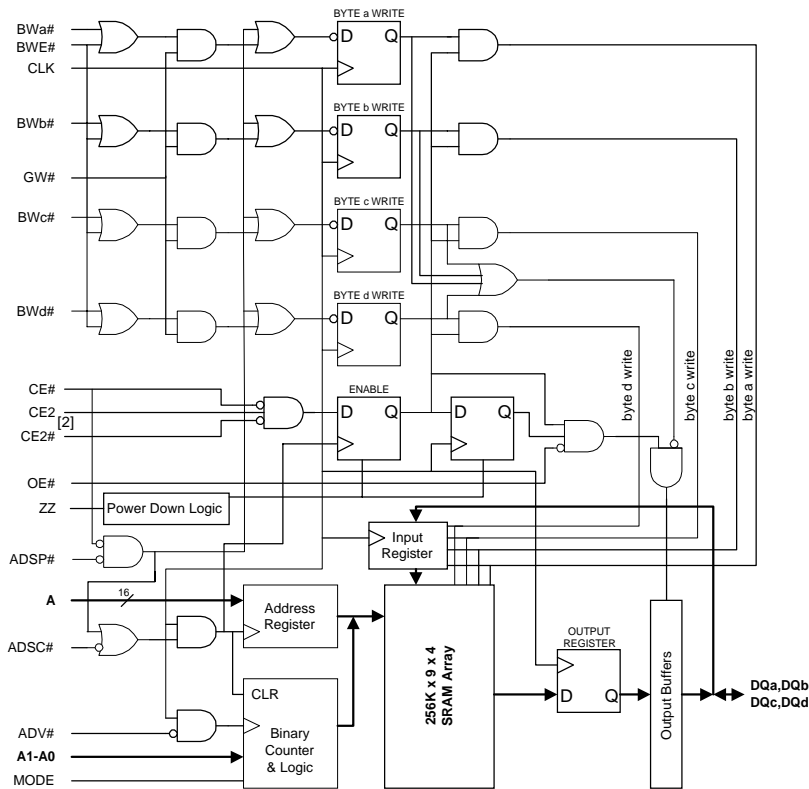 BYTE a WRITE
BWa#
BWE#
CLK
D Q
BYTE b WRITE
BWb#
D Q
GW#
BYTE c WRITE
BWc#
D Q
BYTE d WRITE
BWd#
D Q
byte d write
byte c write
byte b write
byte a write
CE#
CE2
[2]
CE2#
ENABLE
D Q
D Q
OE#
ZZ
Power Down Logic
Input
Register
ADSP#
A
16
Address
Register
ADSC#
OUTPUT
REGISTER
D Q
256K x 9 x 4
SRAM Array
Output Buffers
DQa,DQb
DQc,DQd
CLR
Binary
Counter
& Logic
ADV#
A1-A0
MODE